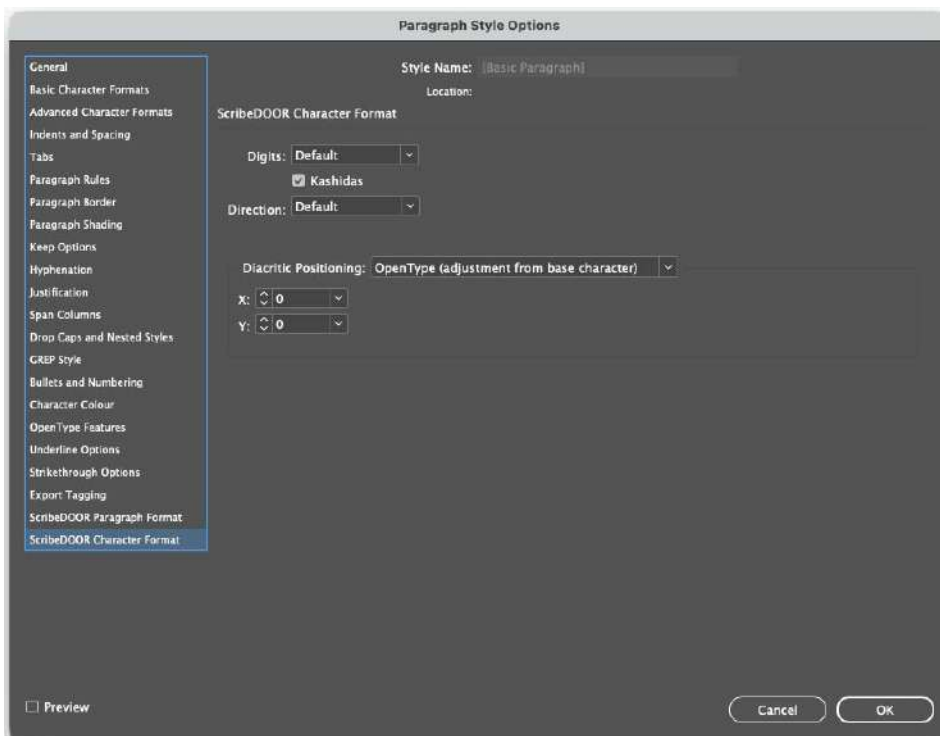 Paragraph Style Options
General
Basic Character Formats
Advanced Character Formats
Indents and Spacing
Tabs
Paragraph Rules
Paragraph Border
Paragraph Shading
Keep Options
Hyphenation
Justification
Span Columns
Drop Caps and Nested Styles
GREP Style
Bullets and Numbering
Character Colour
OpenType Features
Underline Options
Strikethrough Options
Export Tagging
ScribeDOOR Paragraph Format
ScribeDOOR Character Format
Style Name: [Basic Paragraph]
Location:
ScribeDOOR Character Format
Digits: Default
Kashidas
Direction: Default
Diacritic Positioning: OpenType (adjustment from base character)
X: 0
Y: 0
Preview
Cancel
OK